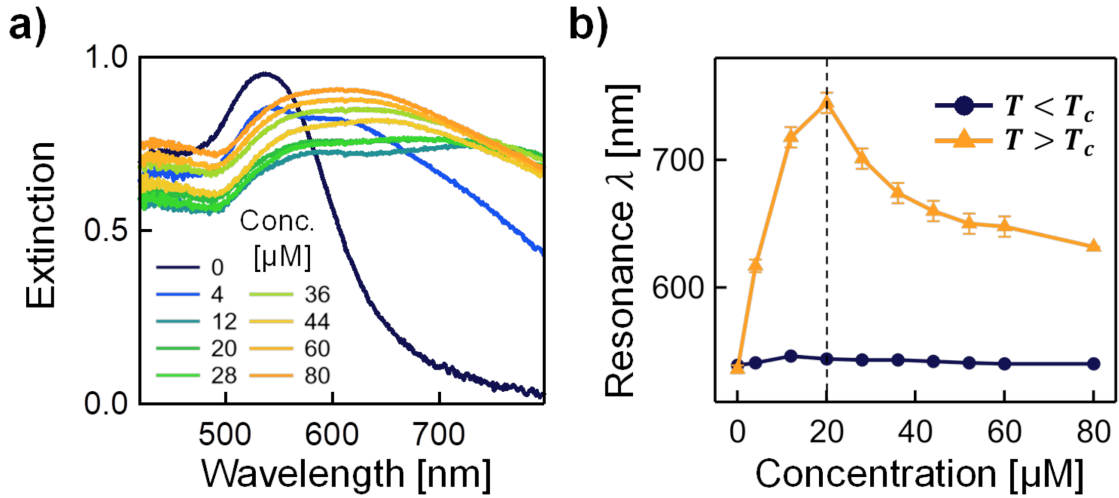 a)
1.0
0.5
0.0
Extinction
Conc.
[µM]
0
4
12
20
28
36
44
60
80
500
600
700
Wavelength [nm]
b)
Resonance λ [nm]
700
600
T < Tc
T > Tc
0
20
40
60
80
Concentration [µM]